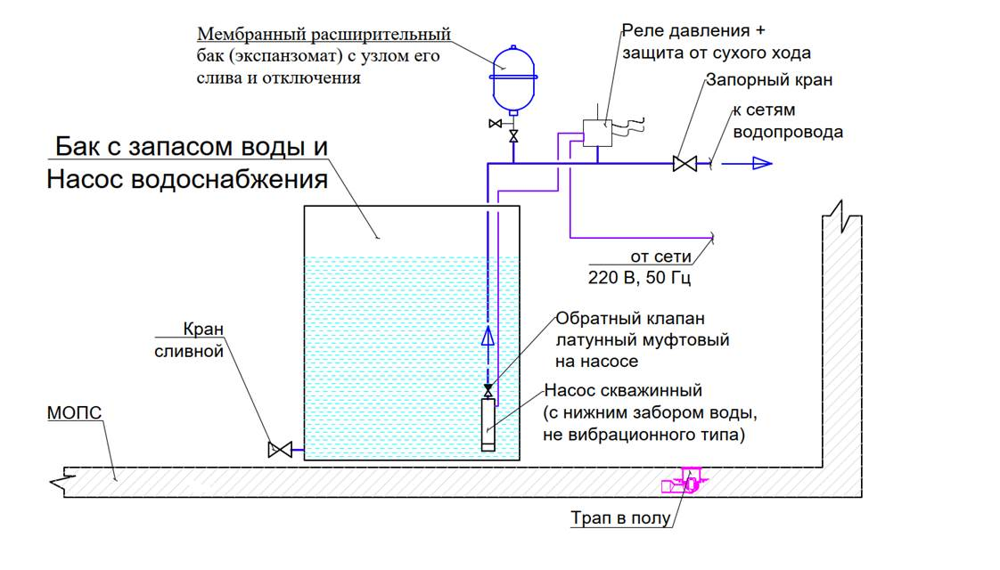 Мембранный расширительный
бак (экспанзомат) с узлом его
слива и отключения
Реле давления +
защита от сухого хода
Запорный кран
к сетям
водопровода
Бак с запасом воды и
Насос водоснабжения
от сети
220 В, 50 Гц
Обратный клапан
латунный муфтовый
на насосе
Кран
сливной
Насос скважинный
(с нижним забором воды,
не вибрационного типа)
МОПС
Трап в полу